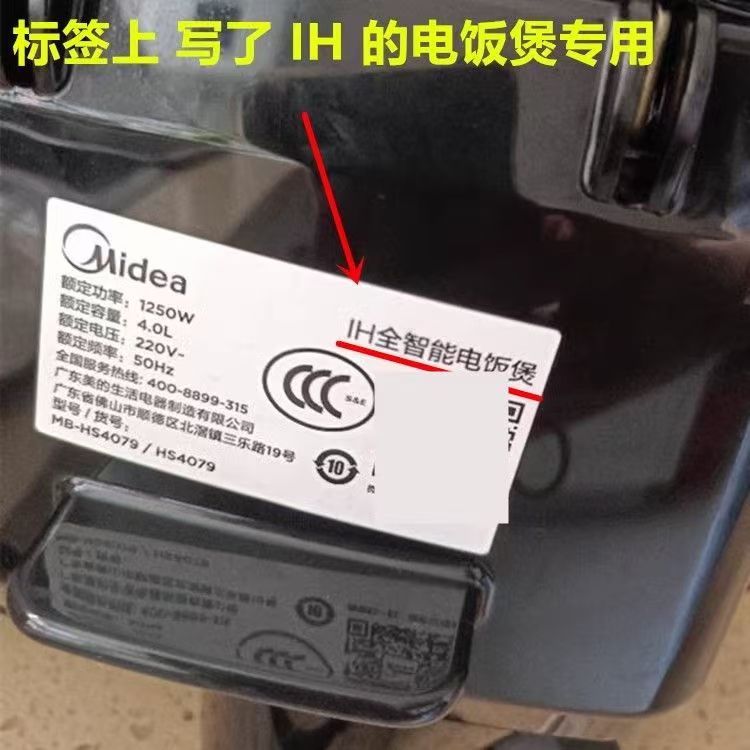 标签上 写了 IH 的电饭煲专用
Midea
额定功率：1250W
额定容量：4.0L
额定电压：220V~
额定频率：50Hz
全国服务热线：400-8899-315
广东美的生活电器制造有限公司
广东省佛山市顺德区北滘镇三乐路19号
型号 / 货号：
MB-HS4079 / HS4079
IH全智能电饭煲
CCC
S&E
10